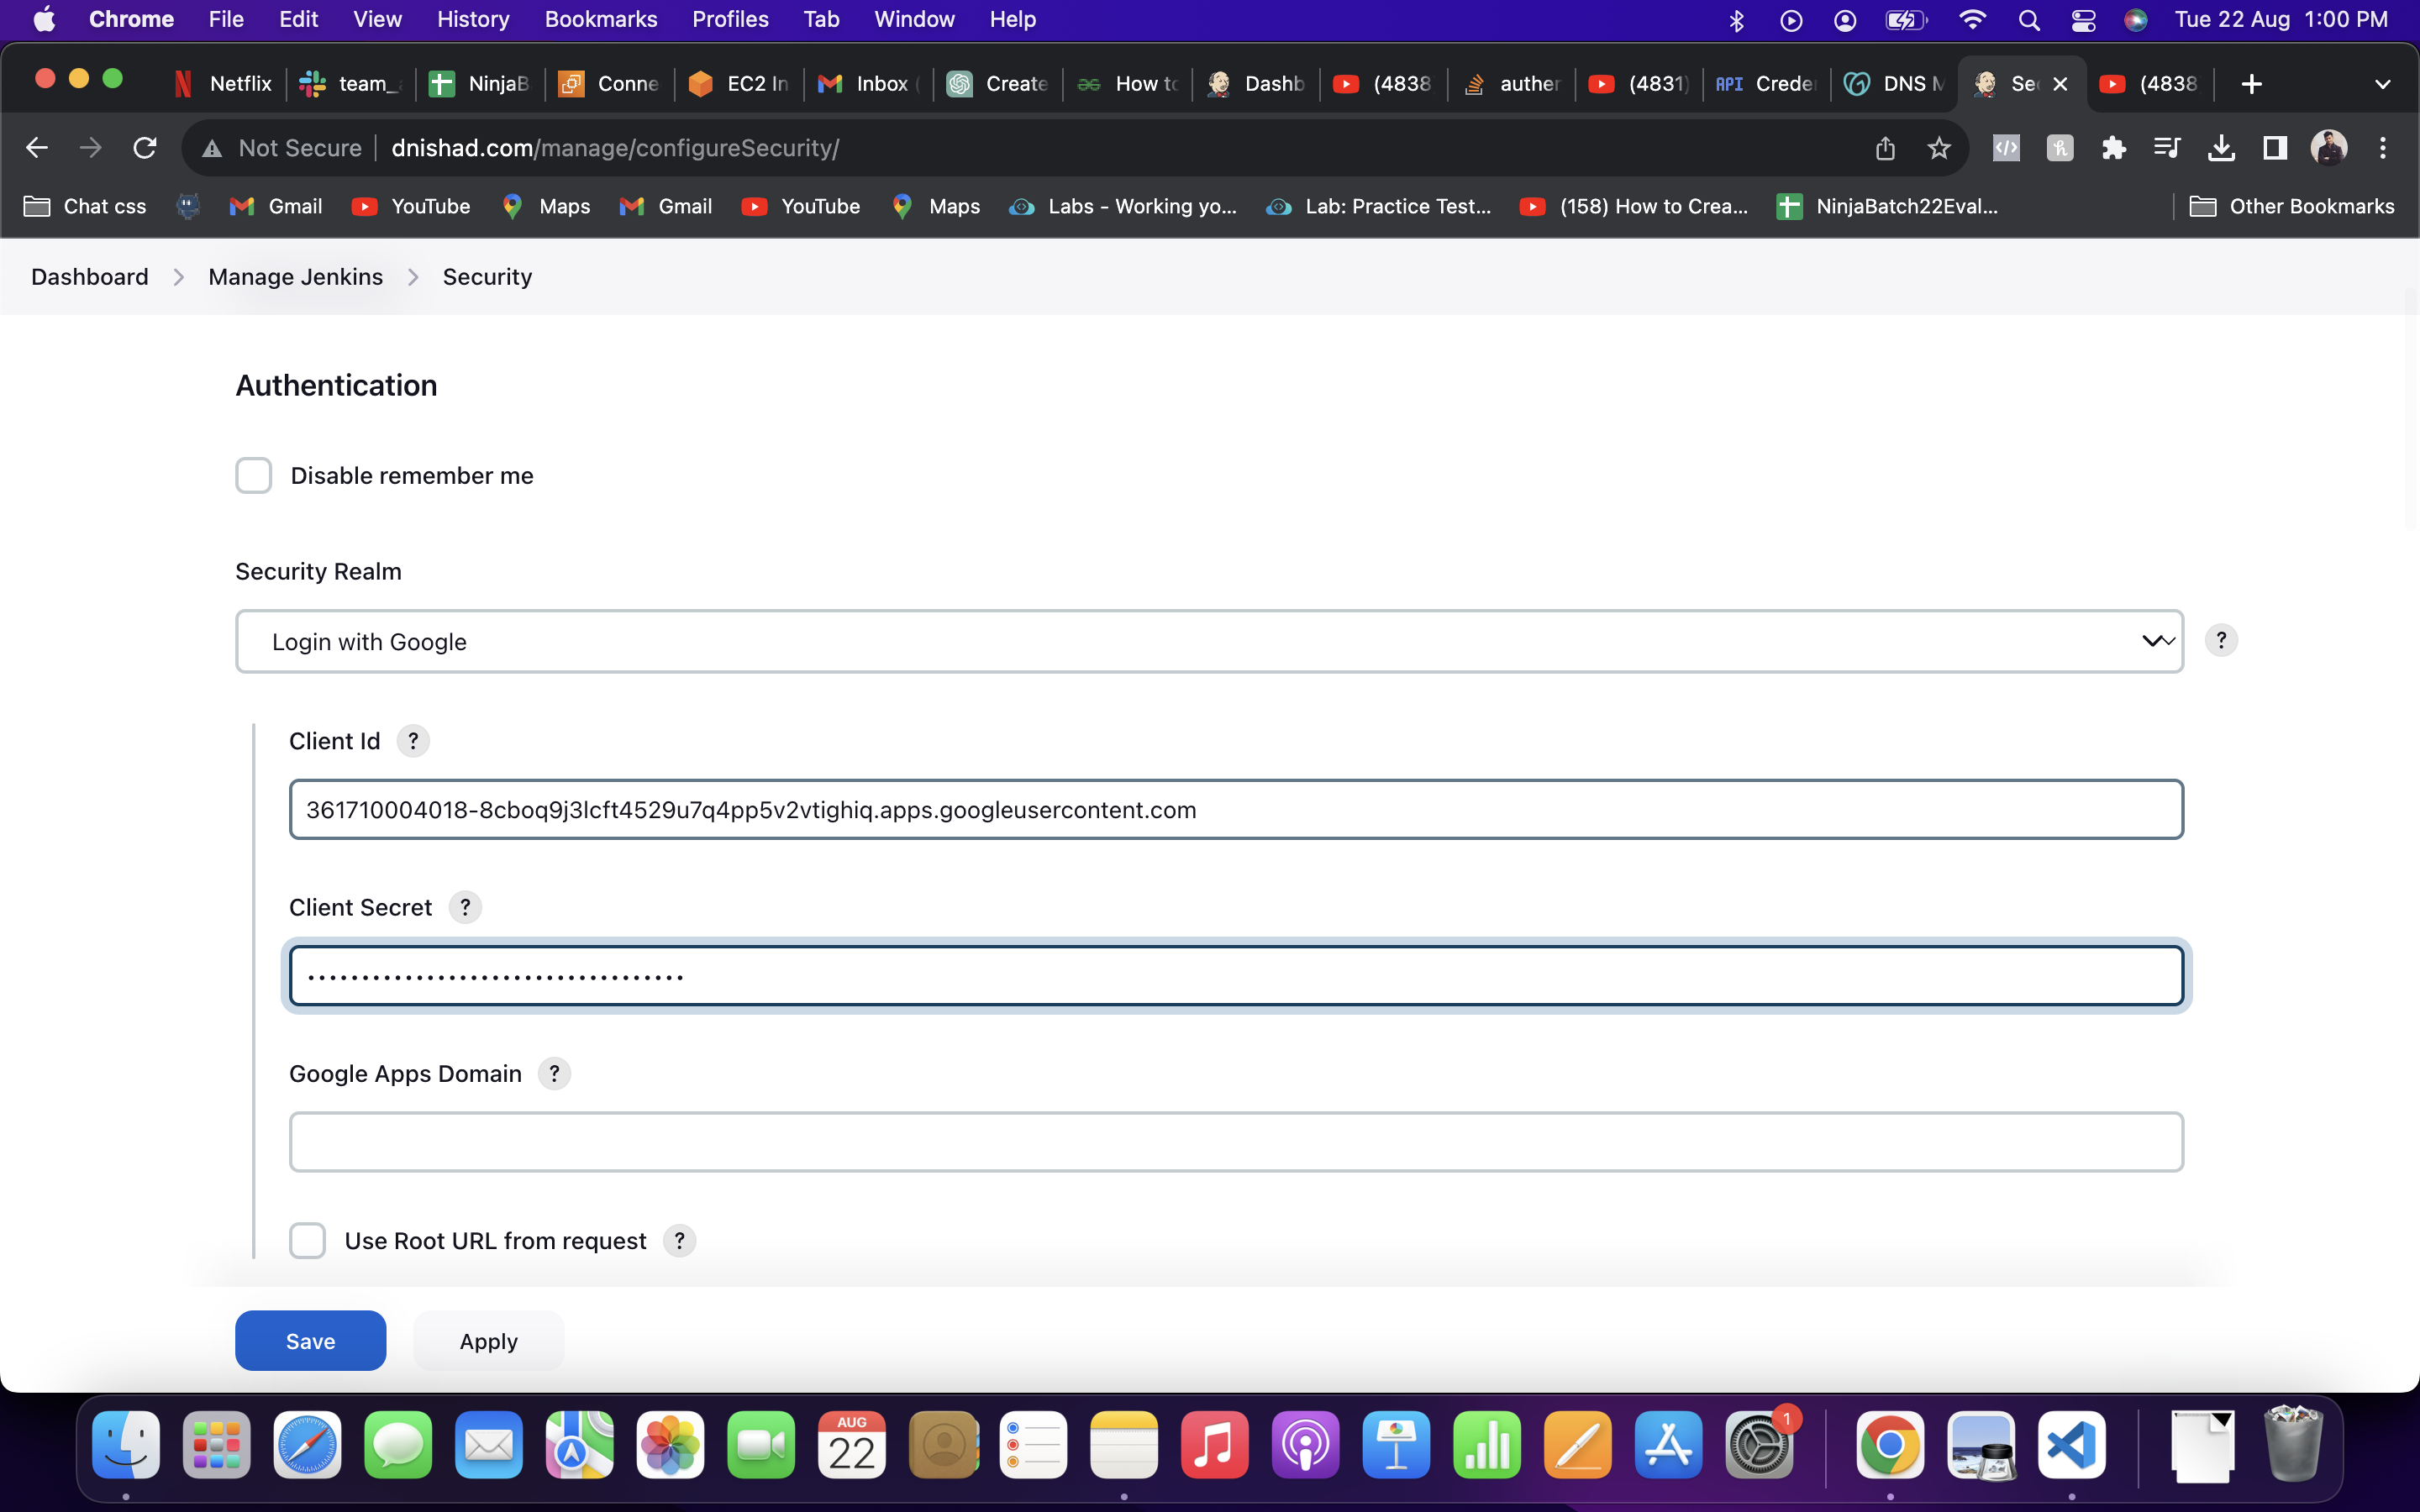 Chrome File Edit View History Bookmarks Profiles Tab Window Help Tue 22 Aug 1:00 PM
Netflix team_ NinjaB Conne EC2 In Inbox ( Create How to Dashb (4838 auther (4831) API Crede DNS M Sec (4838
Not Secure dnishad.com/manage/configureSecurity/
Chat css Gmail YouTube Maps Gmail YouTube Maps Labs - Working yo... Lab: Practice Test... (158) How to Crea... NinjaBatch22Eval... Other Bookmarks
Dashboard Manage Jenkins Security
Authentication
Disable remember me
Security Realm
Login with Google ?
Client Id ?
361710004018-8cboq9j3lcft4529u7q4pp5v2vtighiq.apps.googleusercontent.com
Client Secret ?
Google Apps Domain ?
Use Root URL from request ?
Save Apply
AUG
22
1